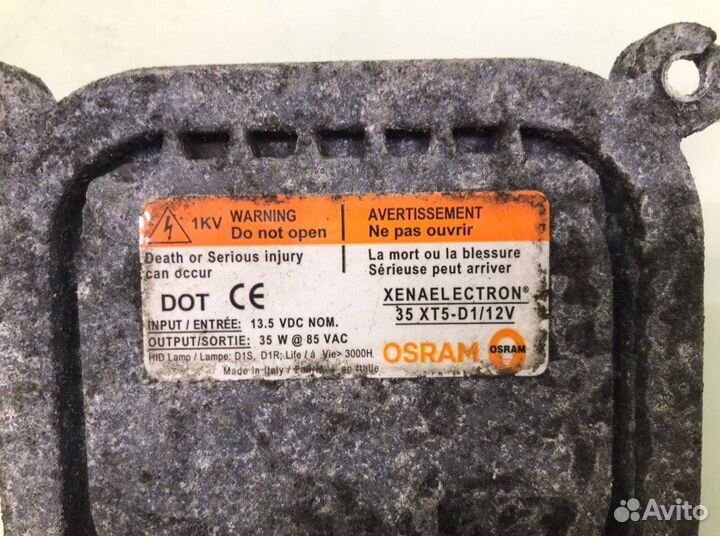 1KV WARNING
Do not open
AVERTISSEMENT
Ne pas ouvrir
Death or Serious injury
can occur
La mort ou la blessure
Sérieuse peut arriver
DOT CE
XENAELECTRON®
35 XT5-D1/12V
INPUT / ENTRÉE: 13.5 VDC NOM.
OUTPUT/SORTIE: 35 W @ 85 VAC
HID Lamp / Lampe: D1S, D1R; Life / á Vie> 3000H
Made in Italy / en Italie
OSRAM
OSRAM
Avito